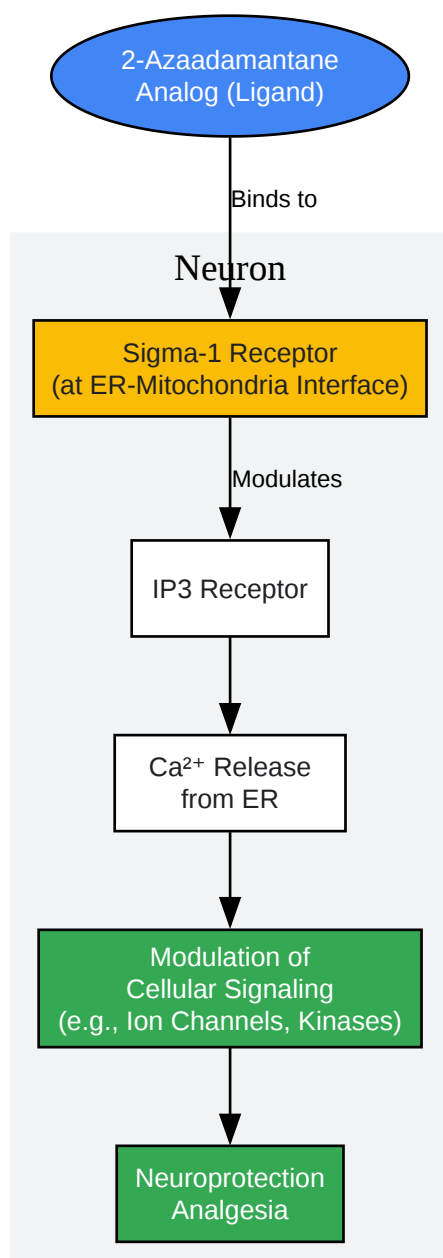 2-Azaadamantane
Analog (Ligand)
Binds to
Neuron
Sigma-1 Receptor
(at ER-Mitochondria Interface)
Modulates
IP3 Receptor
Ca²⁺ Release
from ER
Modulation of
Cellular Signaling
(e.g., Ion Channels, Kinases)
Neuroprotection
Analgesia